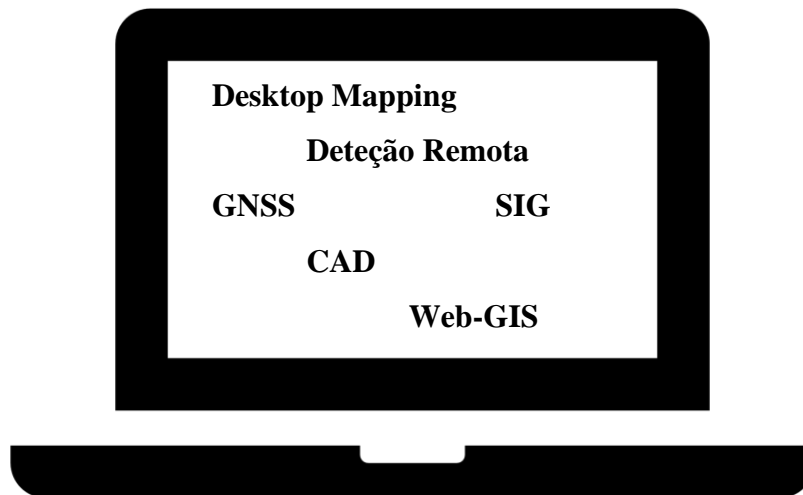 Desktop Mapping
Deteção Remota
GNSS SIG
CAD
Web-GIS